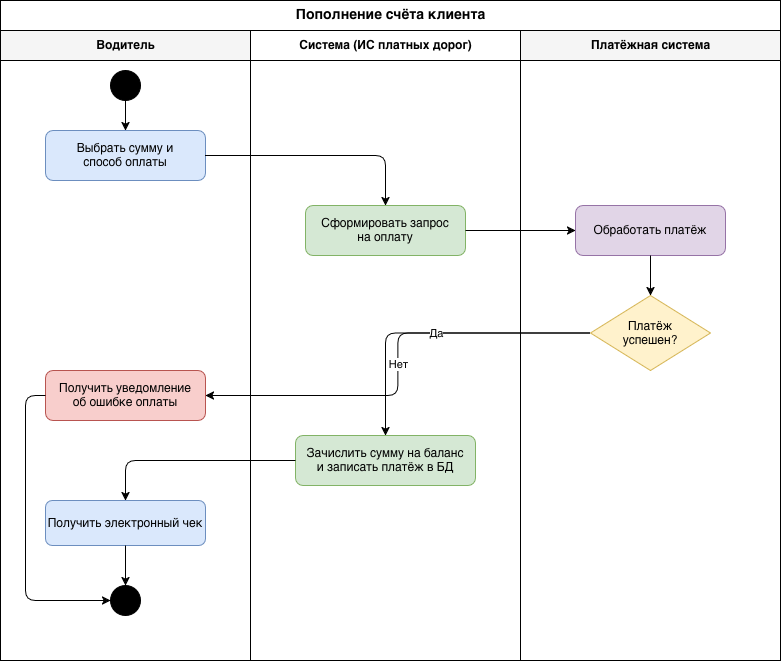 Пополнение счёта клиента
Водитель
Система (ИС платных дорог)
Платёжная система
Выбрать сумму и
способ оплаты
Сформировать запрос
на оплату
Обработать платёж
Платёж
успешен?
Да
Нет
Получить уведомление
об ошибке оплаты
Зачислить сумму на баланс
и записать платёж в БД
Получить электронный чек